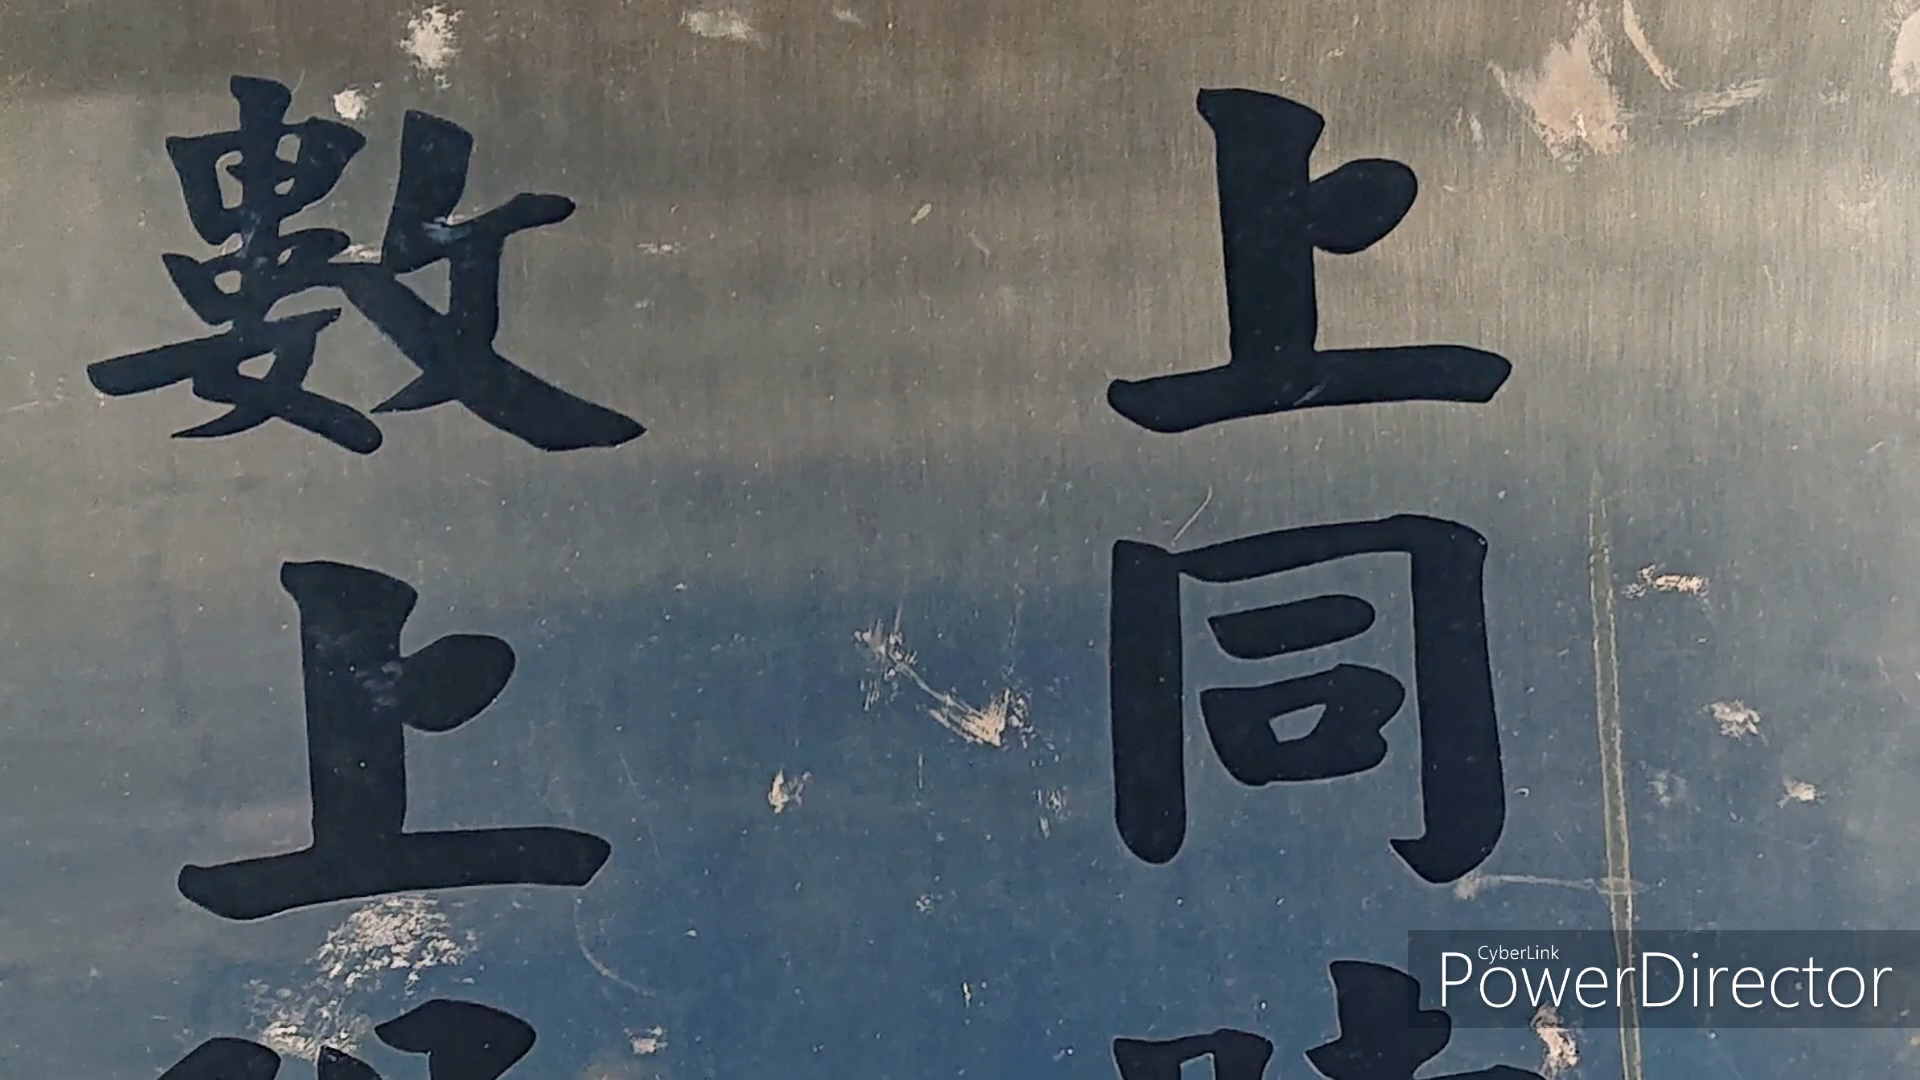 上同
數上
CyberLink
PowerDirector